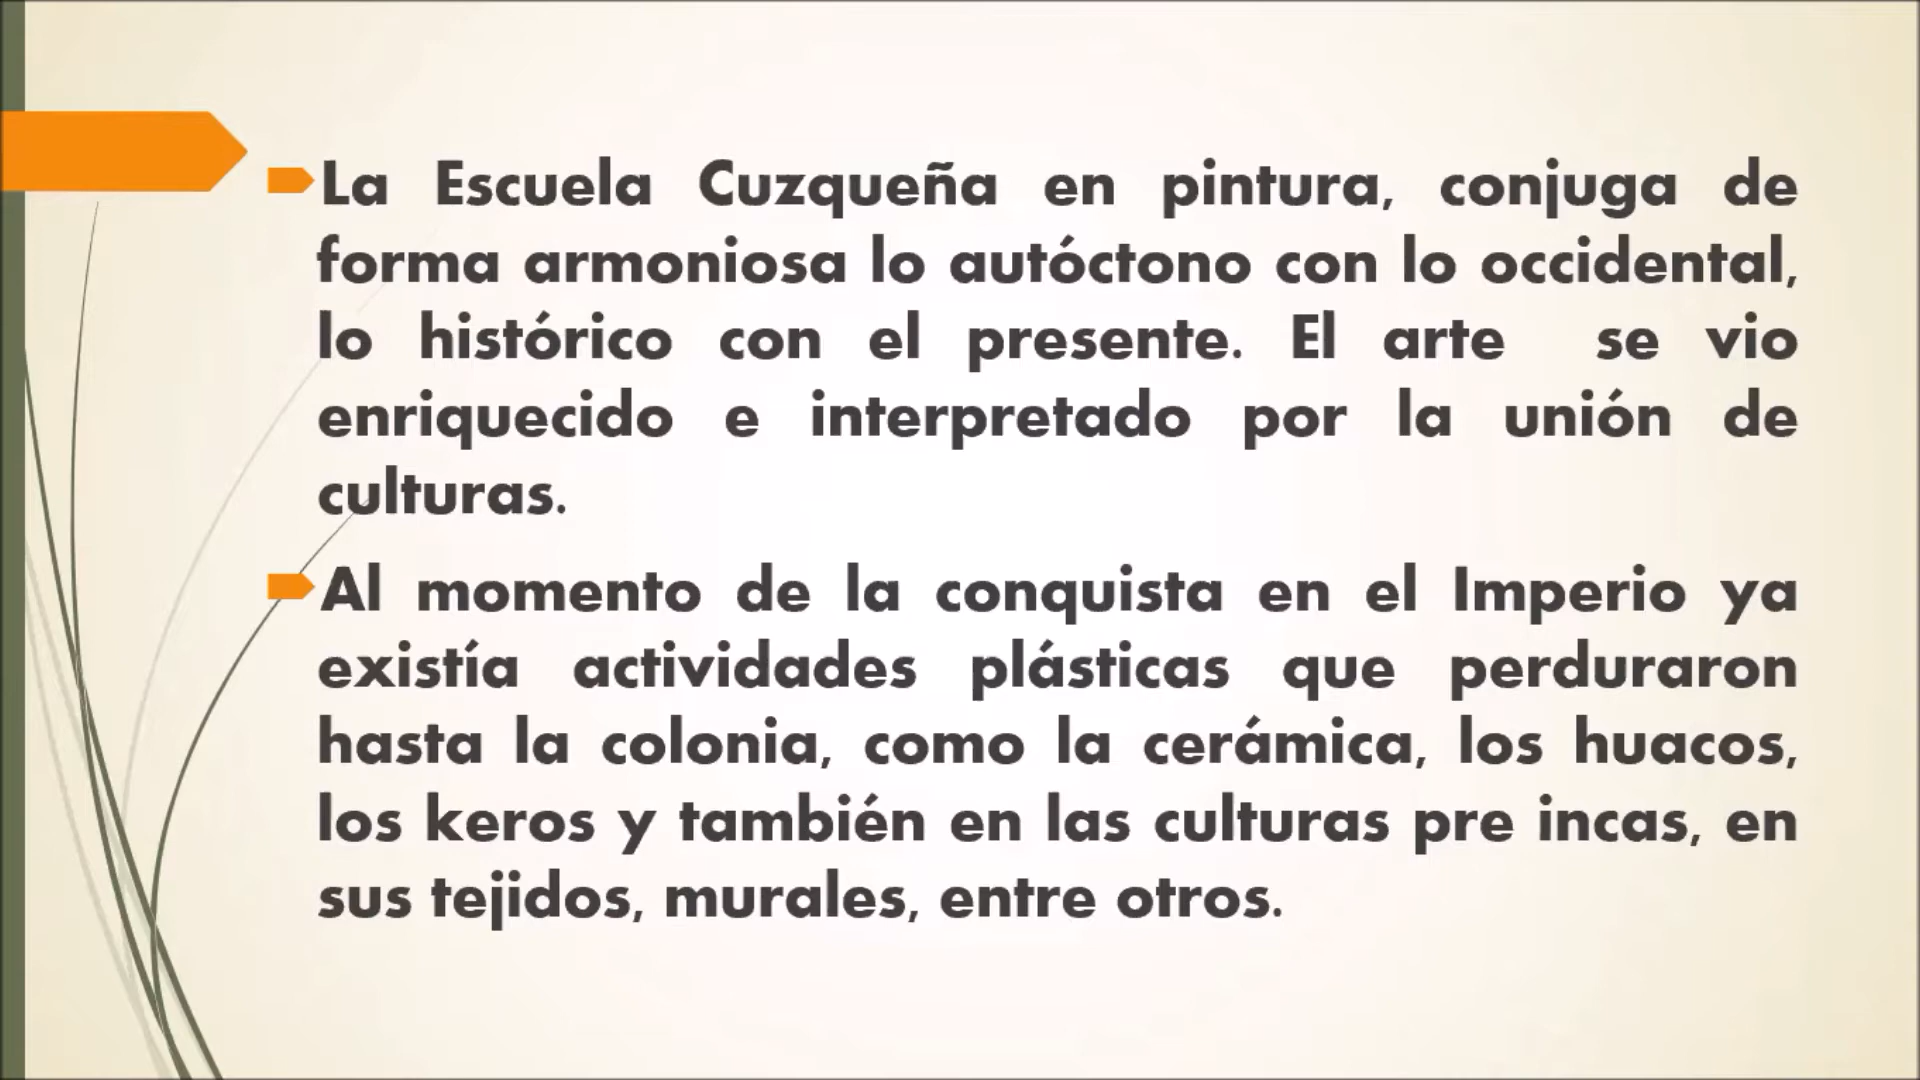 La Escuela Cuzqueña en pintura, conjuga de
forma armoniosa lo autóctono con lo occidental,
lo histórico con el presente. El arte se vio
enriquecido e interpretado por la unión de
culturas.
Al momento de la conquista en el Imperio ya
existía actividades plásticas que perduraron
hasta la colonia, como la cerámica, los huacos,
los keros y también en las culturas pre incas, en
sus tejidos, murales, entre otros.